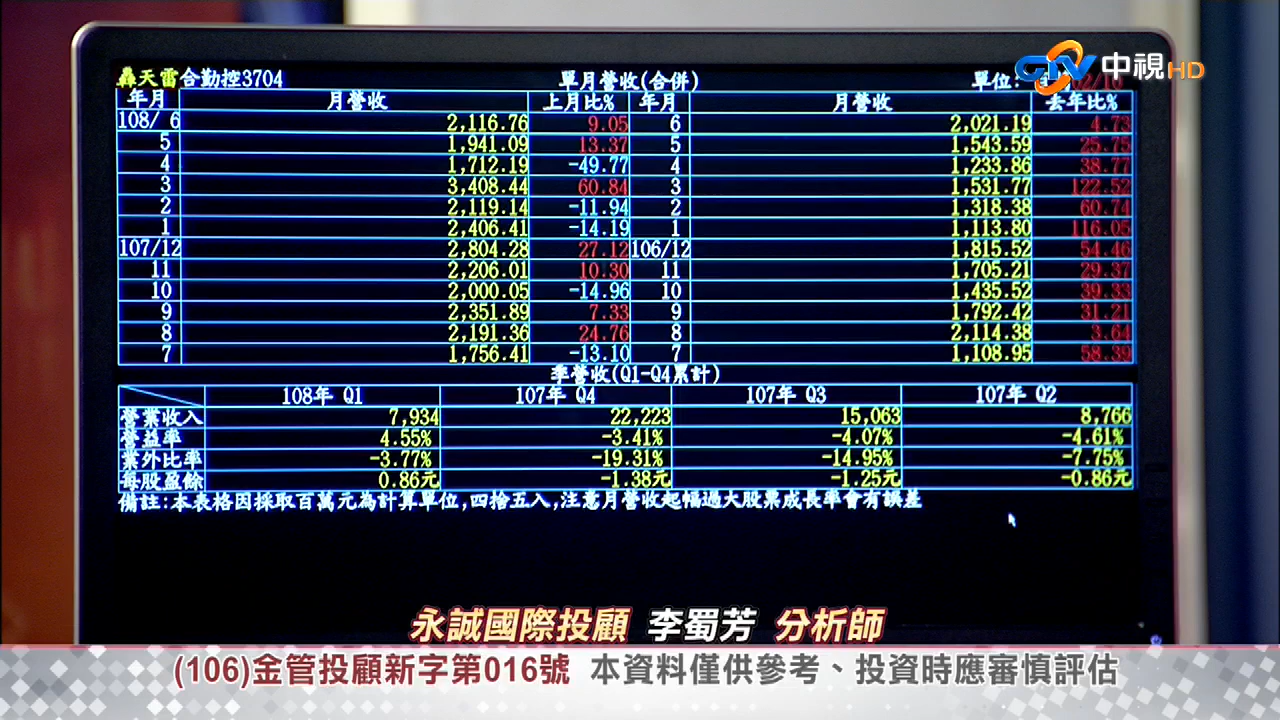 轟天雷合勤控3704 單月營收(合併) 單位:
CTV 中視HD
年月 月營收 上月比% 年月 月營收 去年比%
108/ 6 2,116.76 9.05 6 2,021.19 4.73
5 1,941.09 13.37 5 1,543.59 25.75
4 1,712.19 -49.77 4 1,233.86 38.77
3 3,408.44 60.84 3 1,531.77 122.52
2 2,119.14 -11.94 2 1,318.38 60.74
1 2,406.41 -14.19 1 1,113.80 116.05
107/12 2,804.28 27.12 106/12 1,815.52 54.46
11 2,206.01 10.30 11 1,705.21 29.37
10 2,000.05 -14.96 10 1,435.52 39.33
9 2,351.89 7.33 9 1,792.42 31.21
8 2,191.36 24.76 8 2,114.38 3.64
7 1,756.41 -13.10 7 1,108.95 58.39
季營收(Q1-Q4累計)
108年 Q1 107年 Q4 107年 Q3 107年 Q2
營業收入 7,934 22,223 15,063 8,766
營益率 4.55% -3.41% -4.07% -4.61%
業外比率 -3.77% -19.31% -14.95% -7.75%
每股盈餘 0.86元 -1.38元 -1.25元 -0.86元
備註:本表格因採取百萬元為計算單位,四捨五入,注意月營收起幅過大股票成長率會有誤差
永誠國際投顧 李蜀芳 分析師
(106)金管投顧新字第016號 本資料僅供參考、投資時應審慎評估